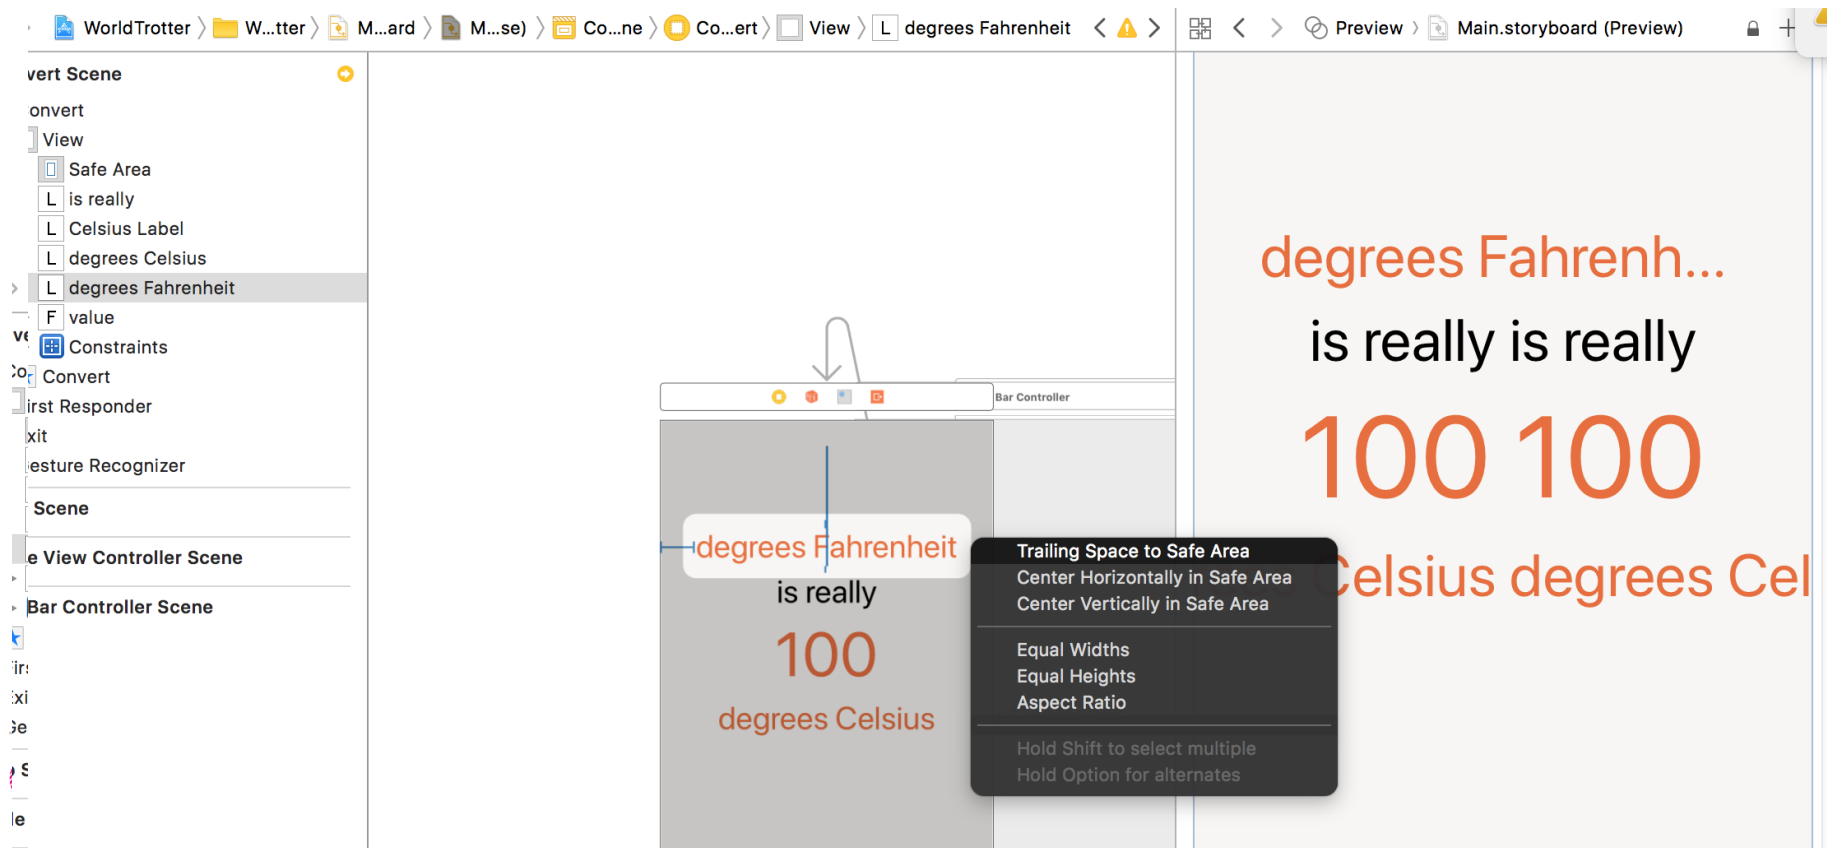 WorldTrotter W...tter M...ard M...se) Co...ne Co...ert View L degrees Fahrenheit
Preview Main.storyboard (Preview)
vert Scene
onvert
View
Safe Area
L is really
L Celsius Label
L degrees Celsius
L degrees Fahrenheit
F value
Constraints
Convert
irst Responder
xit
esture Recognizer
Scene
e View Controller Scene
Bar Controller Scene
Bar Controller
degrees Fahrenheit
is really
100
degrees Celsius
Trailing Space to Safe Area
Center Horizontally in Safe Area
Center Vertically in Safe Area
Equal Widths
Equal Heights
Aspect Ratio
Hold Shift to select multiple
Hold Option for alternates
degrees Fahrenh...
is really is really
100 100
Celsius degrees Cel